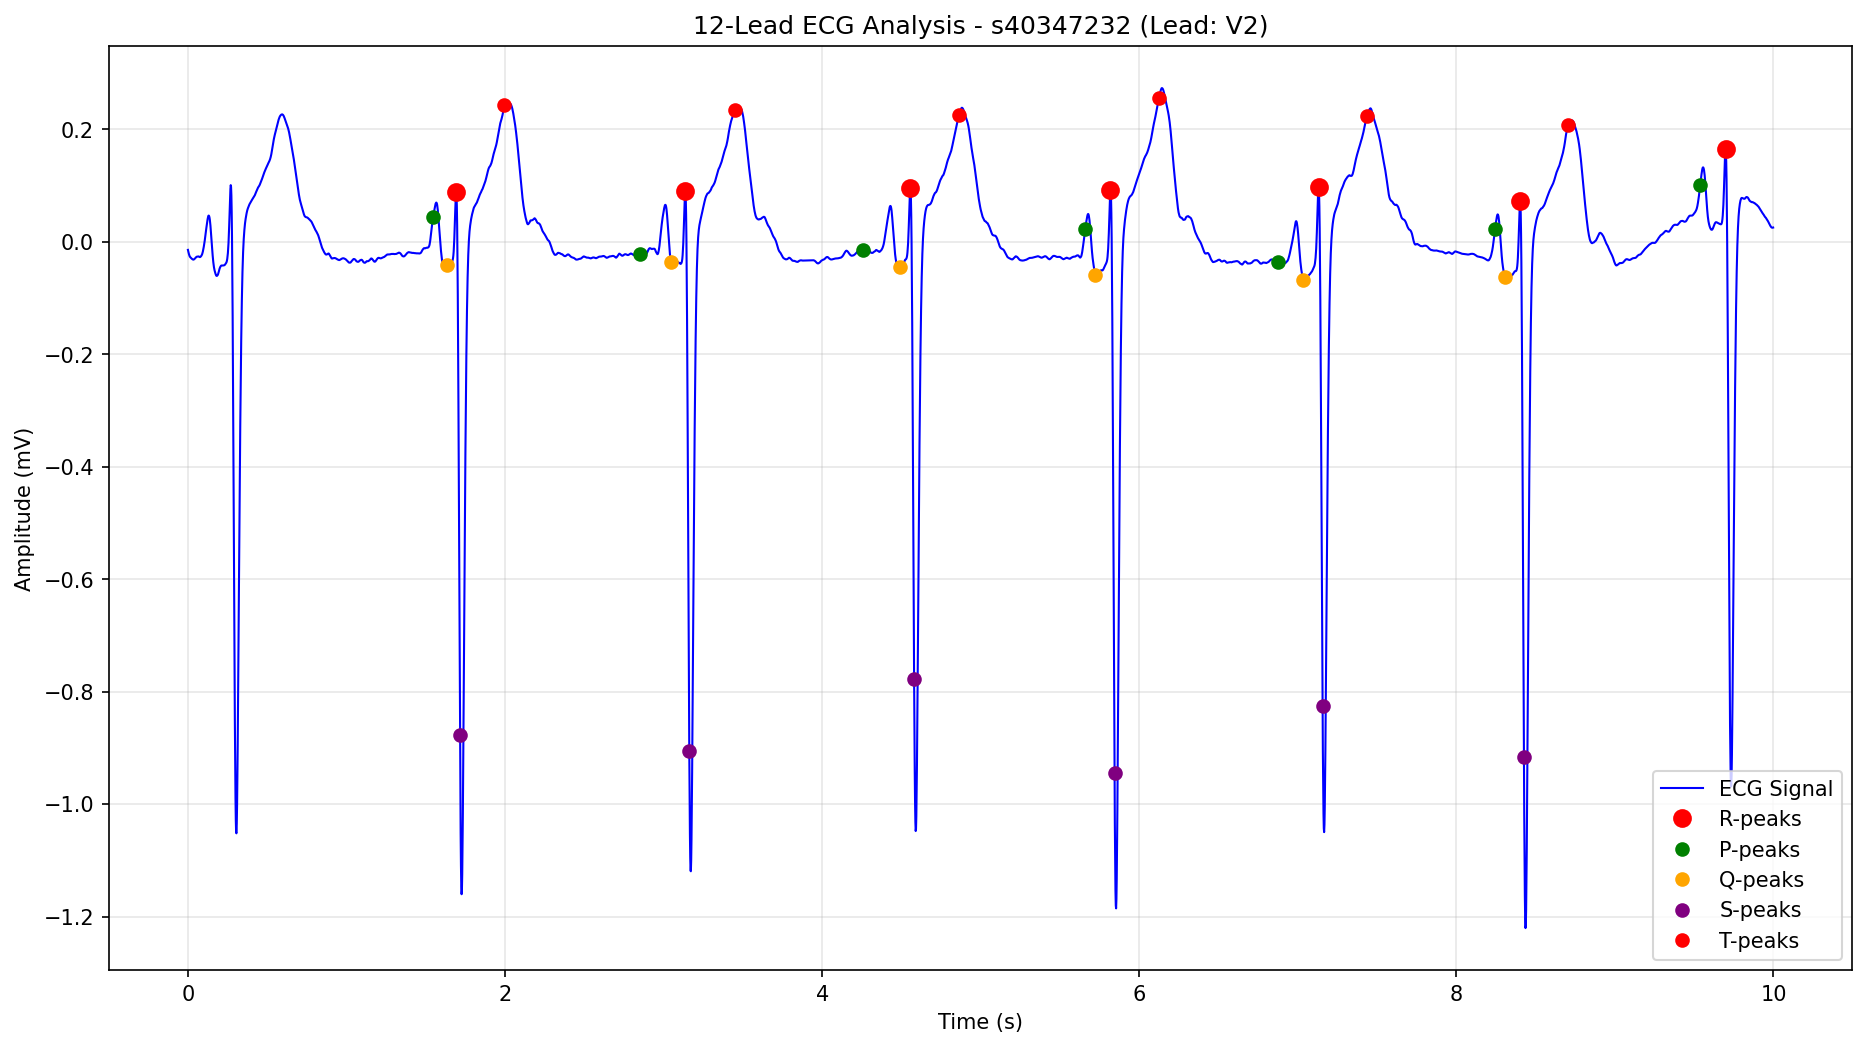 12-Lead ECG Analysis - s40347232 (Lead: V2)
Amplitude (mV)
0.2
0.0
−0.2
−0.4
−0.6
−0.8
−1.0
−1.2
ECG Signal
R-peaks
P-peaks
Q-peaks
S-peaks
T-peaks
0 2 4 6 8 10
Time (s)